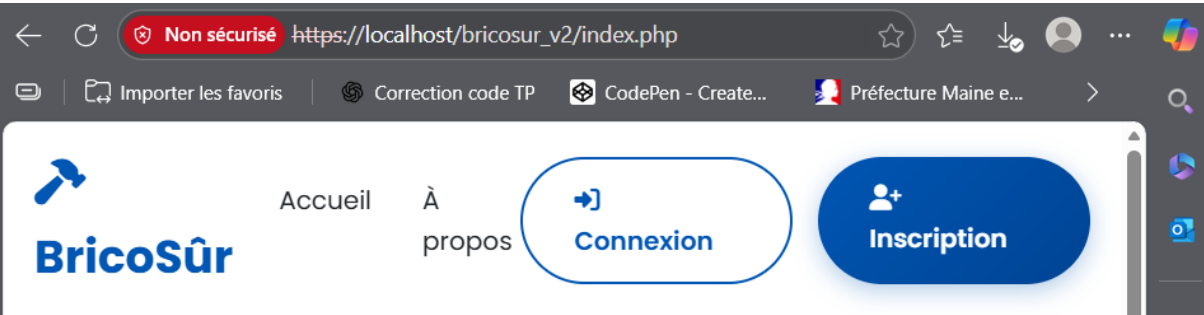 Non sécurisé https://localhost/bricosur_v2/index.php
Importer les favoris Correction code TP CodePen - Create... Préfecture Maine e...
Accueil
À
propos
Connexion
Inscription
BricoSûr